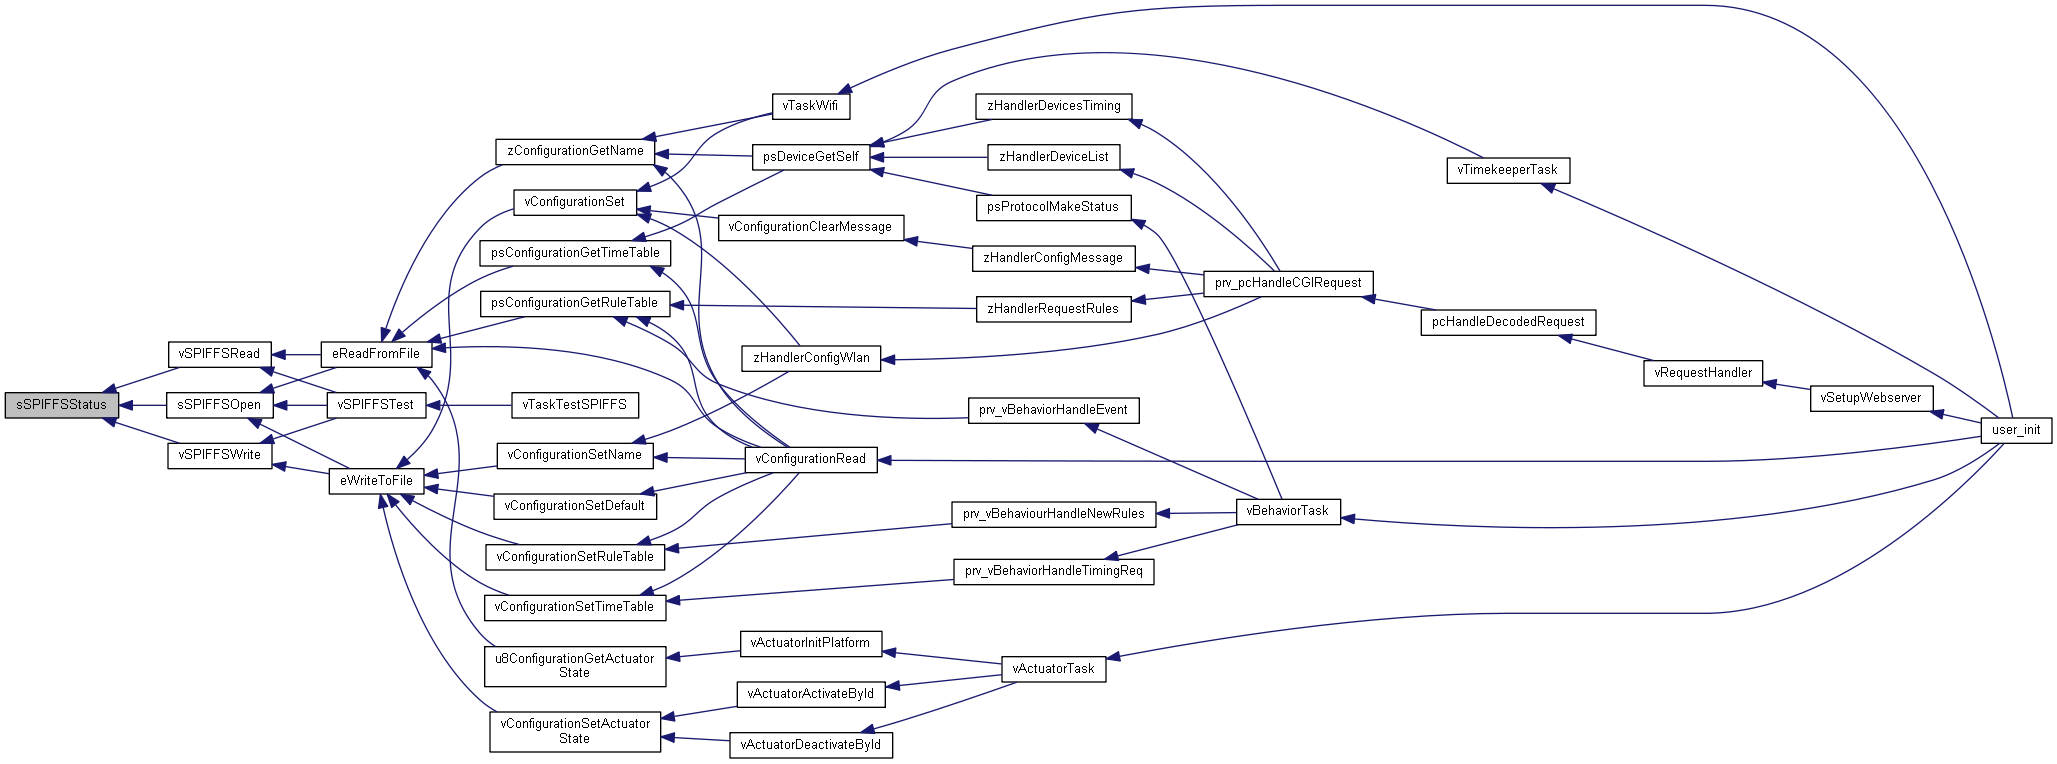 sSPIFFSStatus
vSPIFFSRead
sSPIFFSOpen
vSPIFFSWrite
eReadFromFile
vSPIFFSTest
eWriteToFile
zConfigurationGetName
vConfigurationSet
psConfigurationGetTimeTable
psConfigurationGetRuleTable
vTaskTestSPIFFS
vConfigurationSetName
vConfigurationSetDefault
vConfigurationSetRuleTable
vConfigurationSetTimeTable
u8ConfigurationGetActuator
State
vConfigurationSetActuator
State
vTaskWifi
psDeviceGetSelf
vConfigurationClearMessage
zHandlerConfigWlan
vConfigurationRead
vActuatorInitPlatform
vActuatorActivateById
vActuatorDeactivateById
zHandlerDevicesTiming
zHandlerDeviceList
psProtocolMakeStatus
zHandlerConfigMessage
zHandlerRequestRules
prv_vBehaviorHandleEvent
prv_vBehaviourHandleNewRules
prv_vBehaviorHandleTimingReq
vActuatorTask
prv_pcHandleCGIRequest
vBehaviorTask
vTimekeeperTask
pcHandleDecodedRequest
vRequestHandler
vSetupWebserver
user_init